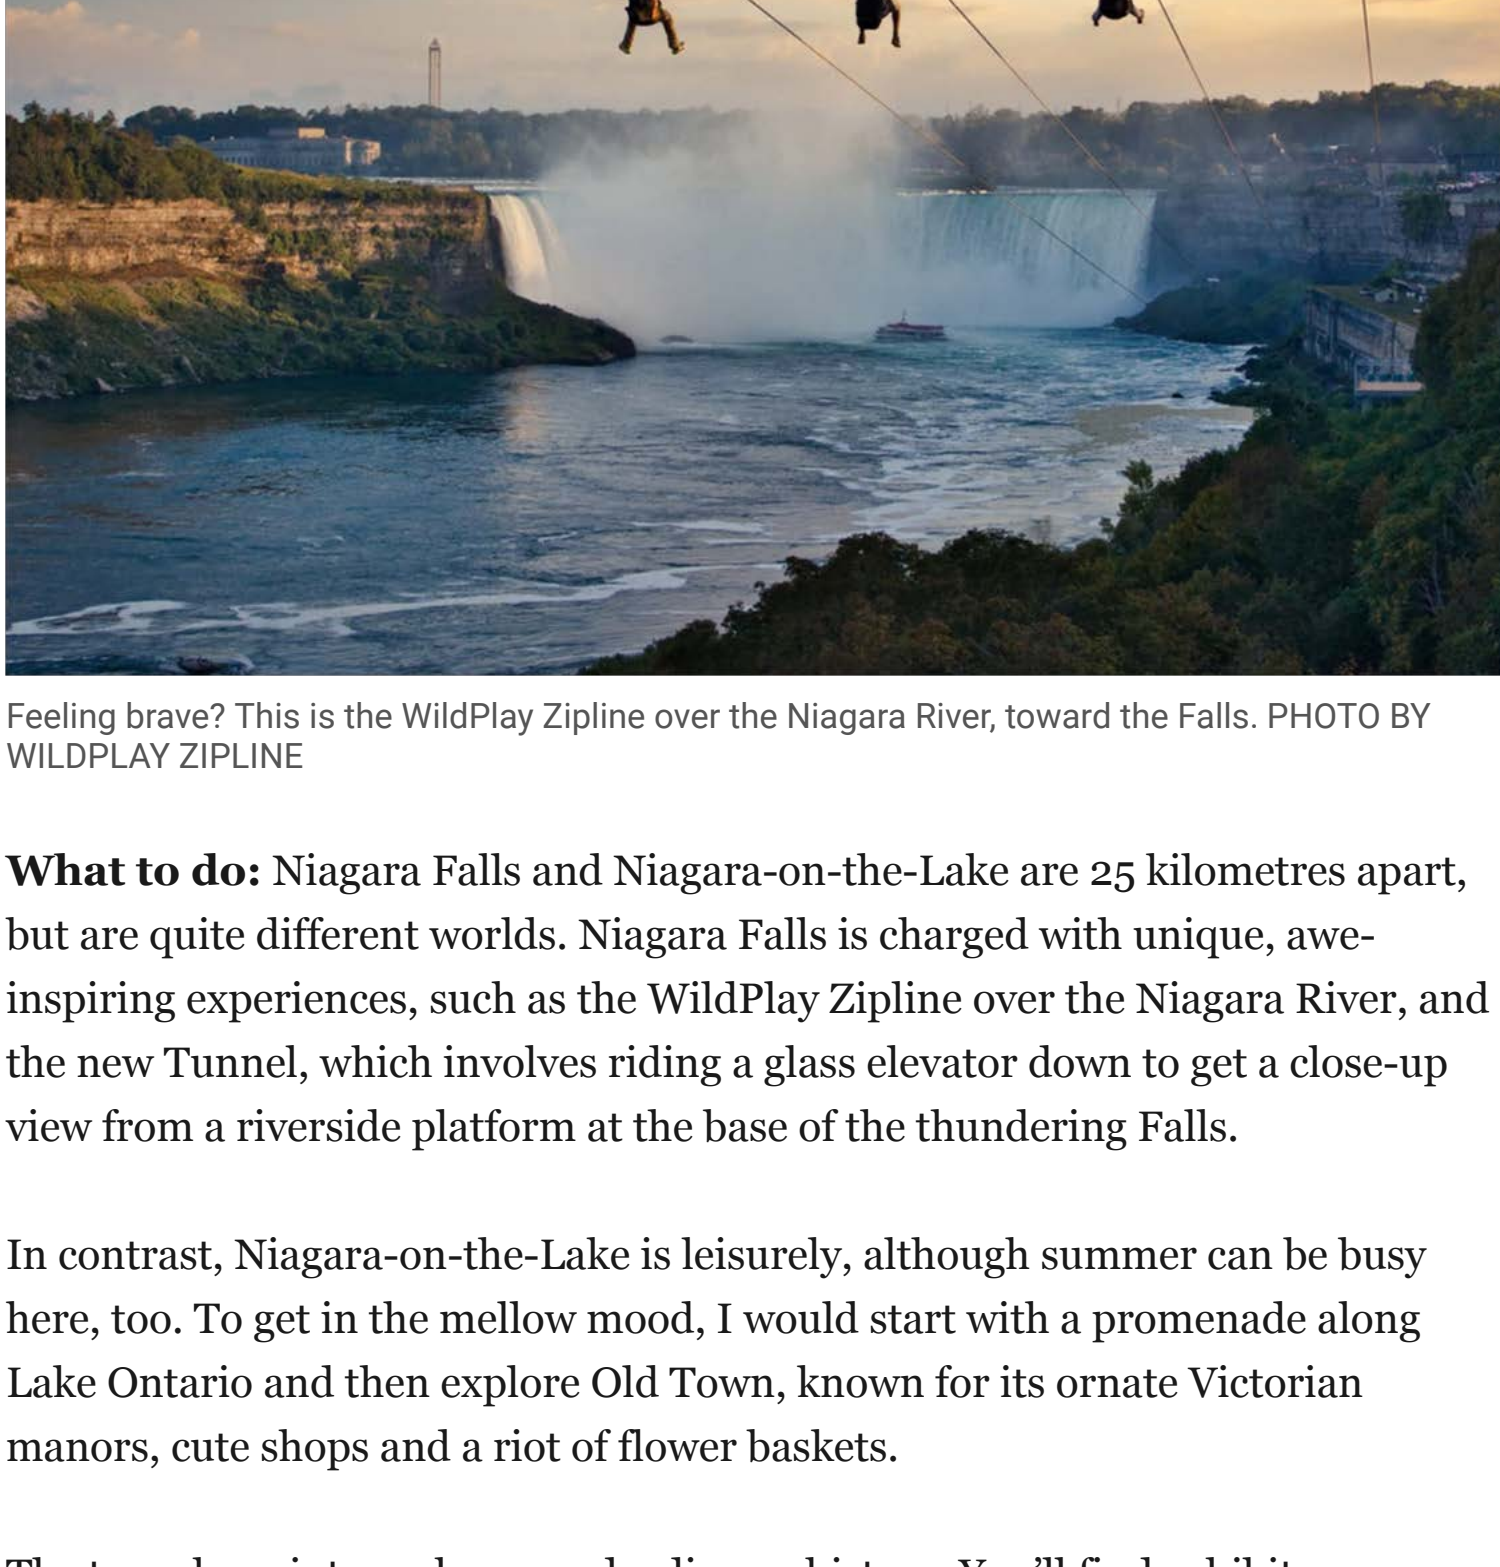 Feeling brave? This is the WildPlay Zipline over the Niagara River, toward the Falls. PHOTO BY
WILDPLAY ZIPLINE
What to do: Niagara Falls and Niagara-on-the-Lake are 25 kilometres apart,
but are quite different worlds. Niagara Falls is charged with unique, awe-
inspiring experiences, such as the WildPlay Zipline over the Niagara River, and
the new Tunnel, which involves riding a glass elevator down to get a close-up
view from a riverside platform at the base of the thundering Falls.
In contrast, Niagara-on-the-Lake is leisurely, although summer can be busy
here, too. To get in the mellow mood, I would start with a promenade along
Lake Ontario and then explore Old Town, known for its ornate Victorian
manors, cute shops and a riot of flower baskets.